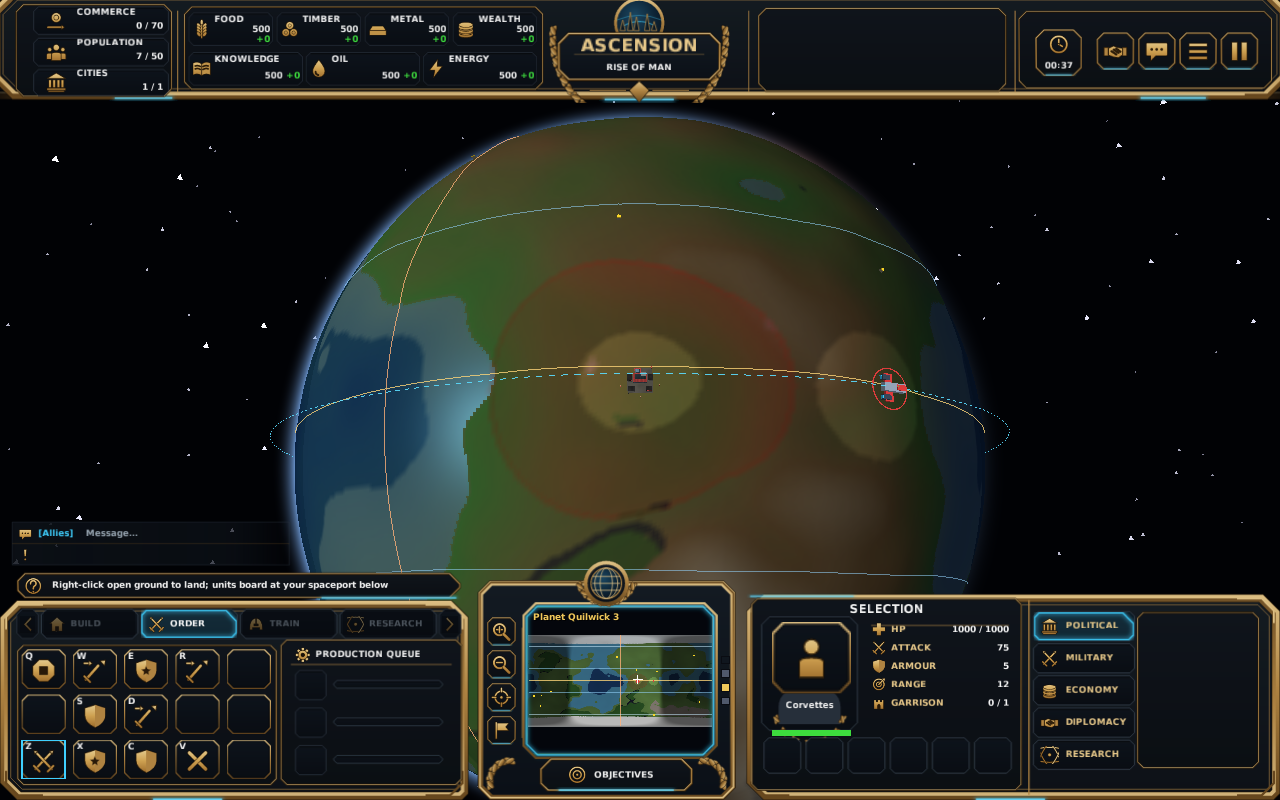 COMMERCE
0 / 70
POPULATION
7 / 50
CITIES
1 / 1
FOOD
500
+0
TIMBER
500
+0
METAL
500
+0
WEALTH
500
+0
KNOWLEDGE
500 +0
OIL
500 +0
ENERGY
500 +0
ASCENSION
RISE OF MAN
00:37
[Allies] Message...
!
Right-click open ground to land; units board at your spaceport below
BUILD
ORDER
TRAIN
RESEARCH
Q
W
E
R
S
D
Z
X
C
V
PRODUCTION QUEUE
Planet Quilwick 3
OBJECTIVES
SELECTION
Corvettes
HP 1000 / 1000
ATTACK 75
ARMOUR 5
RANGE 12
GARRISON 0 / 1
POLITICAL
MILITARY
ECONOMY
DIPLOMACY
RESEARCH